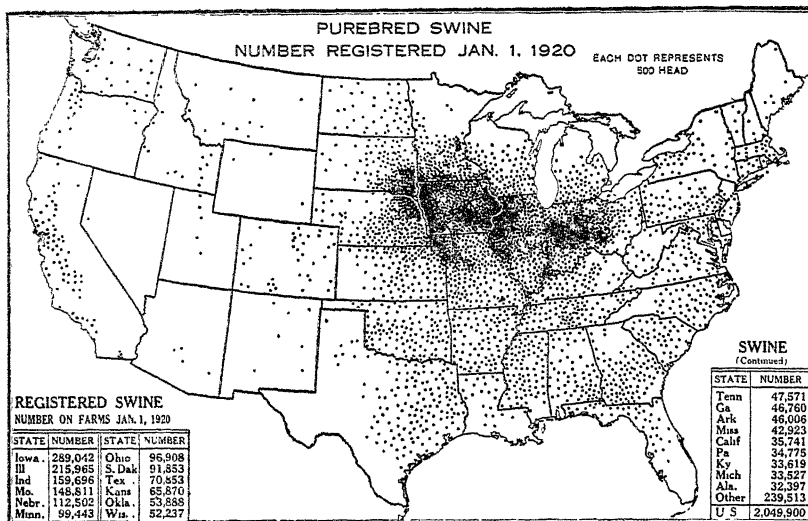 PUREBRED SWINE
NUMBER REGISTERED JAN. 1, 1920
EACH DOT REPRESENTS
500 HEAD
REGISTERED SWINE
NUMBER ON FARMS JAN. 1, 1920
STATE NUMBER STATE NUMBER
Iowa. 289,042 Ohio 96,908
Ill 215,965 S. Dak 91,853
Ind 159,696 Tex. 70,853
Mo. 148,811 Kans 65,870
Nebr. 112,502 Okla. 53,888
Minn. 99,443 Wis. 52,237
SWINE
(Continued)
STATE NUMBER
Tenn 47,571
Ga 46,760
Ark 46,006
Miss 42,923
Calif 35,741
Pa 34,775
Ky 33,619
Mich 33,527
Ala. 32,397
Other 239,513
U S 2,049,900